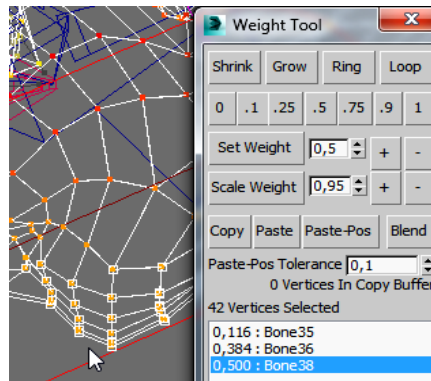 Weight Tool
Shrink Grow Ring Loop
0 .1 .25 .5 .75 .9 1
Set Weight 0,5 + -
Scale Weight 0,95 + -
Copy Paste Paste-Pos Blend
Paste-Pos Tolerance 0,1
0 Vertices In Copy Buffer
42 Vertices Selected
0,116 : Bone35
0,384 : Bone36
0,500 : Bone38